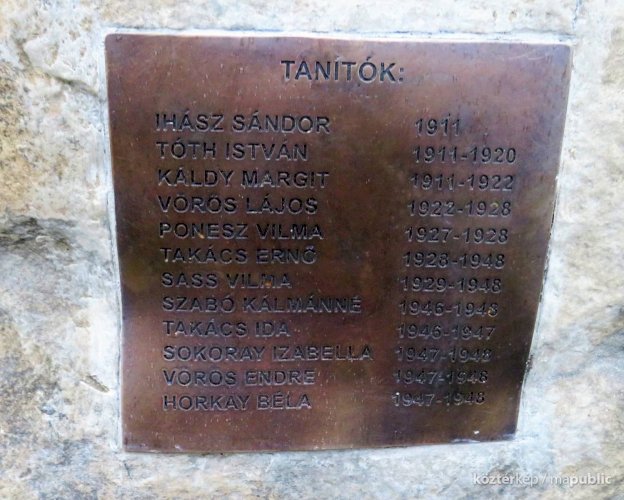 TANÍTÓK:
IHÁSZ SÁNDOR 1911
TÓTH ISTVÁN 1911-1920
KÁLDY MARGIT 1911-1922
VÖRÖS LAJOS 1922-1928
PONESZ VILMA 1927-1928
TAKÁCS ERNŐ 1928-1948
SASS VILMA 1929-1948
SZABÓ KÁLMÁNNÉ 1946-1948
TAKÁCS IDA 1946-1947
SOKORAY IZABELLA 1947-1948
VÖRÖS ENDRE 1947-1948
HORKAY BÉLA 1947-1948
köztérkép / mapublic